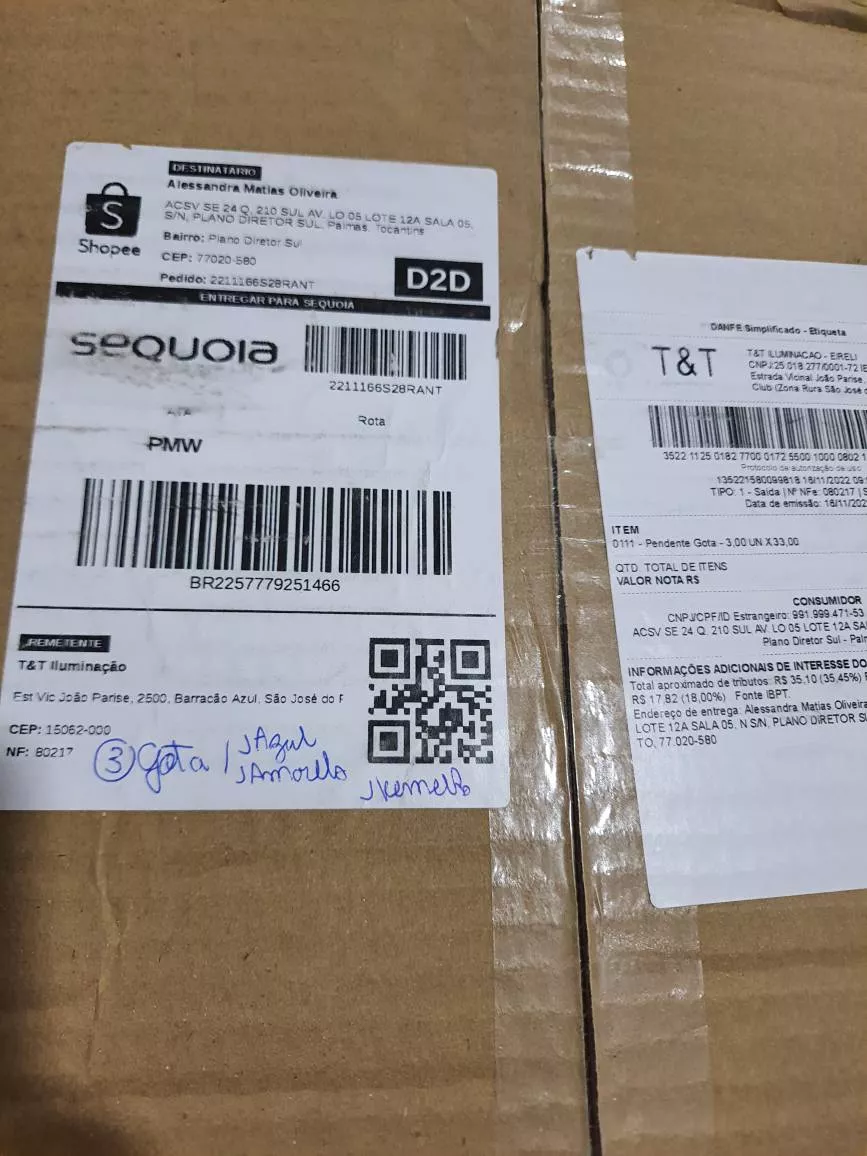 DESTINATÁRIO
Alessandra Matias Oliveira
ACSV SE 24 Q. 210 SUL AV. LO 05 LOTE 12A SALA 05,
S/N, PLANO DIRETOR SUL, Palmas, Tocantins
Bairro: Plano Diretor Sul
CEP: 77020-580
Pedido: 2211166S28RANT
S
Shopee
D2D
ENTREGAR PARA SEQUOIA
sequoia
2211166S28RANT
Rota
PMW
BR2257779251466
REMETENTE
T&T Iluminação
Est Vic João Parise, 2500, Barracão Azul, São José do R
CEP: 15062-000
NF: 80217
3 Gota / 1 Azul
1 Amarelo
1 Vermelho
DANFE Simplificado - Etiqueta
T&T
T&T ILUMINACAO - EIRELI
CNPJ:25.018.277/0001-72 IE
Estrada Vicinal João Parise,
Club (Zona Rura São José d
3522 1125 0182 7700 0172 5500 1000 0802 1
Protocolo de autorização de uso
135221580099818 16/11/2022 09:
TIPO: 1 - Saída | Nº NFe: 080217 | S
Data de emissão: 16/11/202
ITEM
0111 - Pendente Gota - 3,00 UN X 33,00
QTD. TOTAL DE ITENS
VALOR NOTA R$
CONSUMIDOR
CNPJ/CPF/ID Estrangeiro: 991.999.471-53
ACSV SE 24 Q. 210 SUL AV. LO 05 LOTE 12A SA
Plano Diretor Sul - Palm
INFORMAÇÕES ADICIONAIS DE INTERESSE DO
Total aproximado de tributos: R$ 35,10 (35,45%) F
R$ 17,82 (18,00%) Fonte IBPT.
Endereço de entrega: Alessandra Matias Oliveira
LOTE 12A SALA 05, N S/N, PLANO DIRETOR S
TO, 77.020-580